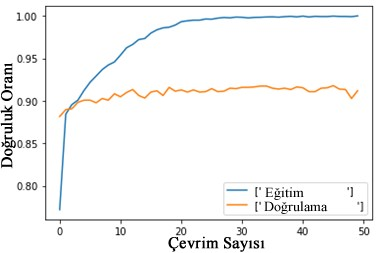 Doğruluk Oranı
1.00
0.95
0.90
0.85
0.80
0
10
20
30
40
50
Çevrim Sayısı
[' Eğitim ']
[' Doğrulama ']